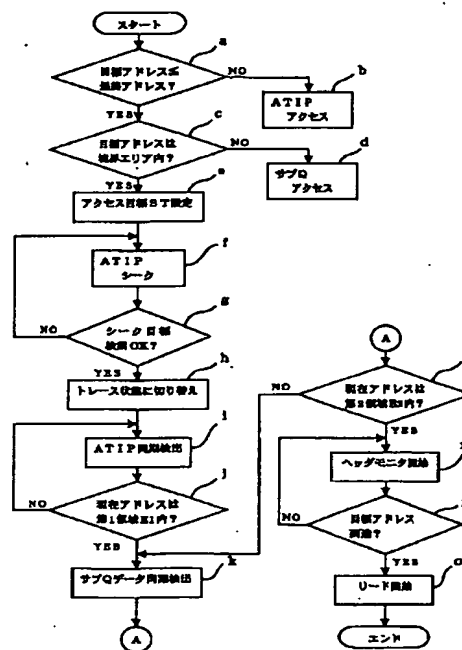 スタート
a
目標アドレス≦
最終アドレス?
NO
b
ATIP
アクセス
YES
c
目標アドレスは
境界エリア内?
NO
d
サブQ
アクセス
YES
e
アクセス目標ST設定
f
ATIP
シーク
g
シーク目標
検索OK?
NO
YES
h
トレース状態に切り替え
i
ATIP同期検出
j
現在アドレスは
第1領域E1内?
NO
YES
k
サブQデータ同期検出
A
A
現在アドレスは
第2領域E2内?
NO
YES
ヘッダモニタ開始
目標アドレス
到達?
NO
YES
リード開始
o
エンド